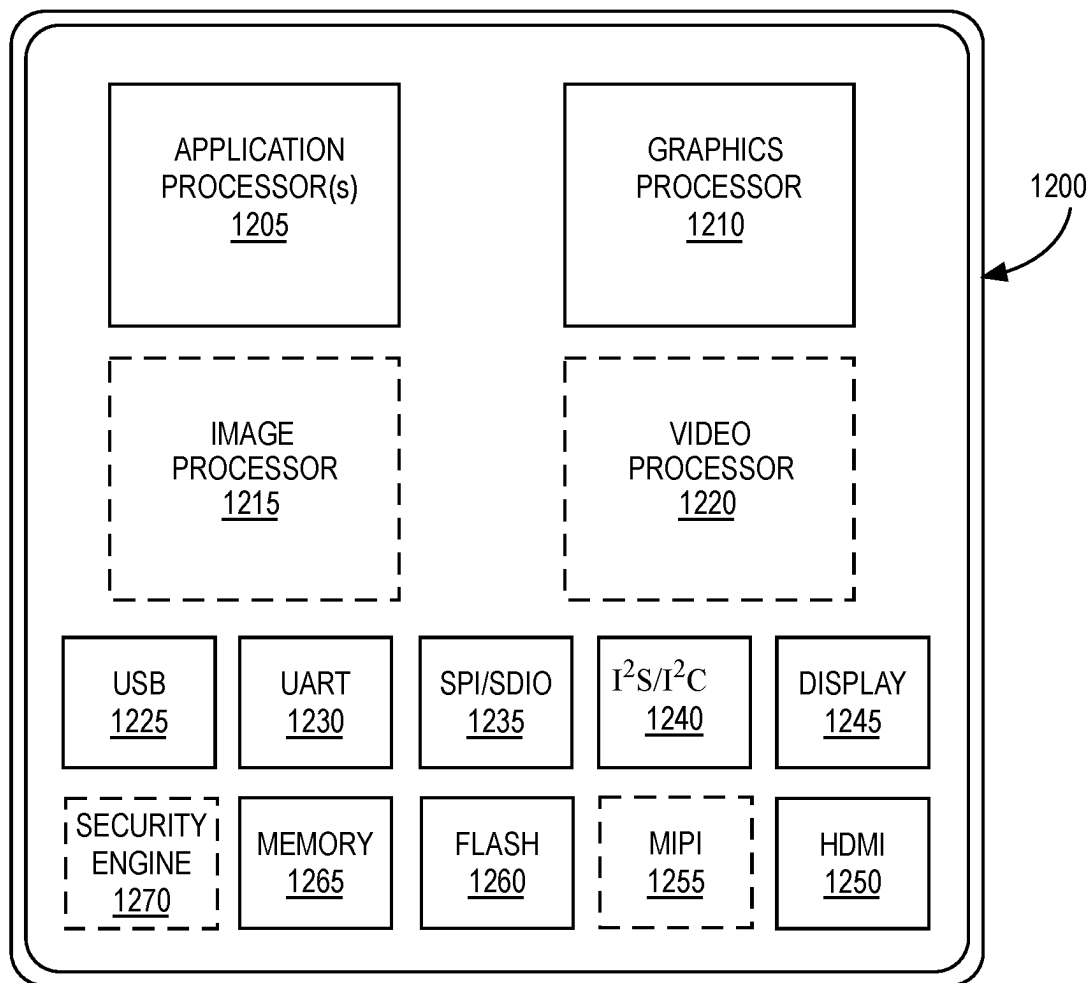 APPLICATION
PROCESSOR(s)
1205
GRAPHICS
PROCESSOR
1210
1200
IMAGE
PROCESSOR
1215
VIDEO
PROCESSOR
1220
USB
1225
UART
1230
SPI/SDIO
1235
I²S/I²C
1240
DISPLAY
1245
SECURITY
ENGINE
1270
MEMORY
1265
FLASH
1260
MIPI
1255
HDMI
1250